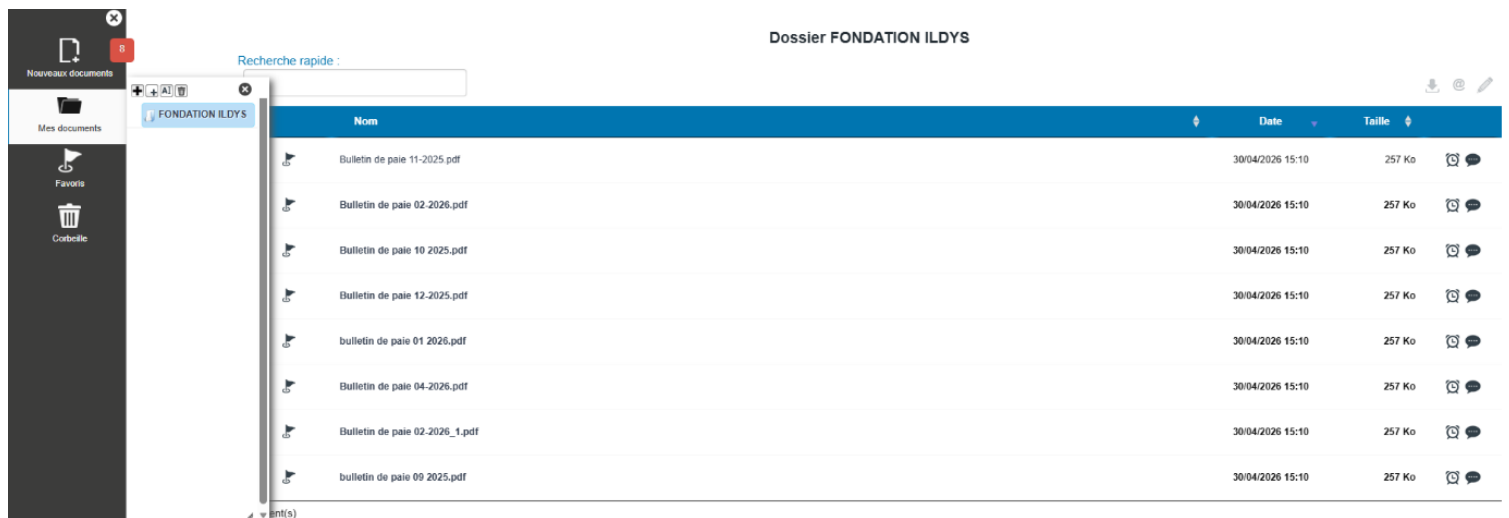 Dossier FONDATION ILDYS
8
Nouveaux documents
Recherche rapide :
AI
FONDATION ILDYS
Mes documents
Favoris
Corbeille
Nom Date Taille
Bulletin de paie 11-2025.pdf 30/04/2026 15:10 257 Ko
Bulletin de paie 02-2026.pdf 30/04/2026 15:10 257 Ko
Bulletin de paie 10 2025.pdf 30/04/2026 15:10 257 Ko
Bulletin de paie 12-2025.pdf 30/04/2026 15:10 257 Ko
bulletin de paie 01 2026.pdf 30/04/2026 15:10 257 Ko
Bulletin de paie 04-2026.pdf 30/04/2026 15:10 257 Ko
Bulletin de paie 02-2026_1.pdf 30/04/2026 15:10 257 Ko
bulletin de paie 09 2025.pdf 30/04/2026 15:10 257 Ko
ent(s)